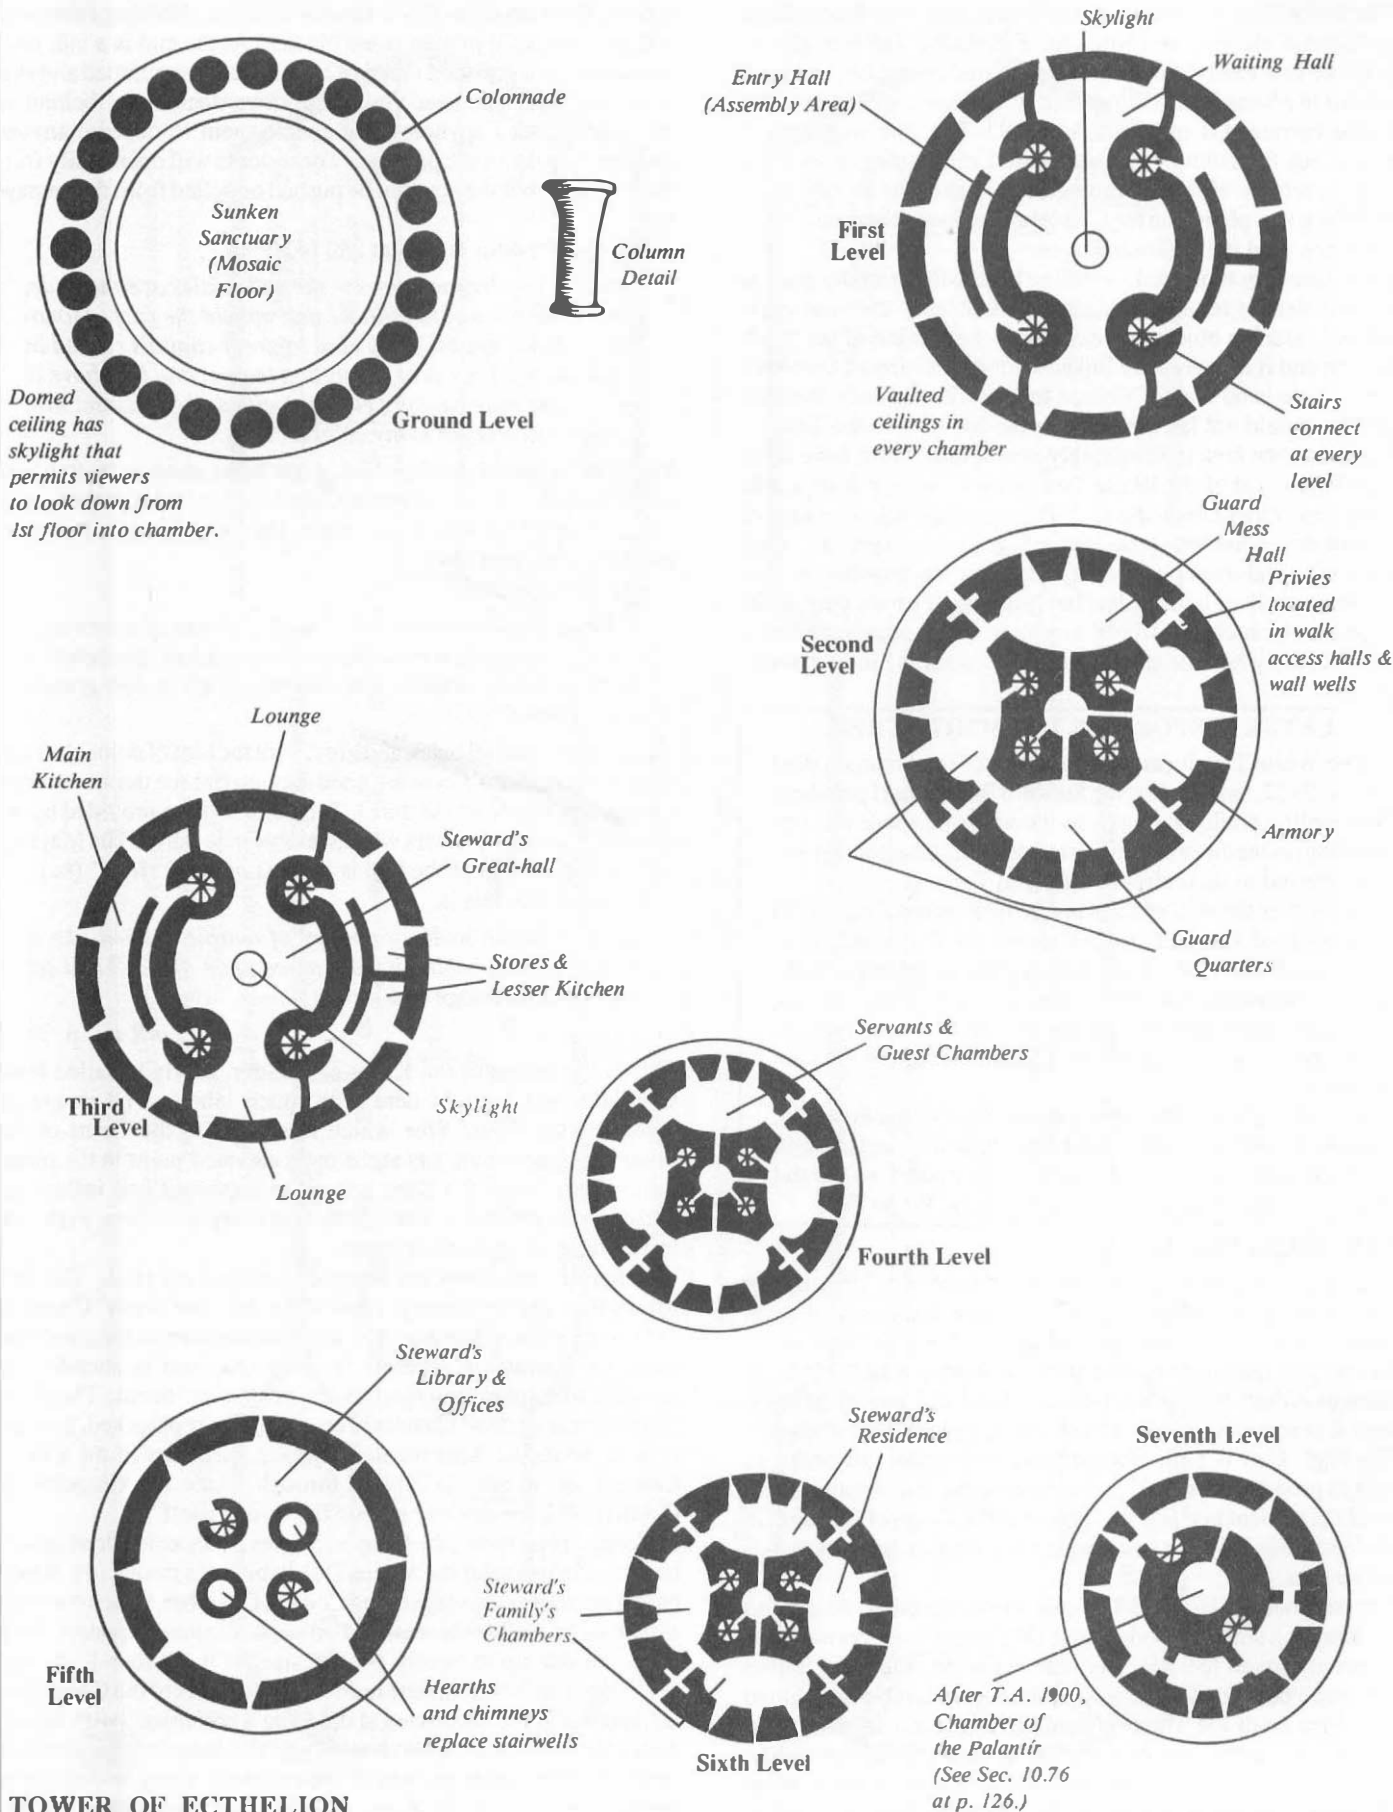 Skylight
Waiting Hall
Entry Hall
(Assembly Area)
Colonnade
Sunken
Sanctuary
(Mosaic
Floor)
Column
Detail
First
Level
Domed
ceiling has
skylight that
permits viewers
to look down from
1st floor into chamber.
Ground Level
Vaulted
ceilings in
every chamber
Stairs
connect
at every
level
Guard
Mess
Hall
Privies
located
in walk
access halls &
wall wells
Second
Level
Armory
Guard
Quarters
Lounge
Main
Kitchen
Steward's
Great-hall
Stores &
Lesser Kitchen
Skylight
Third
Level
Lounge
Servants &
Guest Chambers
Fourth Level
Steward's
Library &
Offices
Fifth
Level
Hearths
and chimneys
replace stairwells
Steward's
Residence
Steward's
Family's
Chambers
Sixth Level
Seventh Level
After T.A. 1900,
Chamber of
the Palantír
(See Sec. 10.76
at p. 126.)
TOWER OF ECTHELION